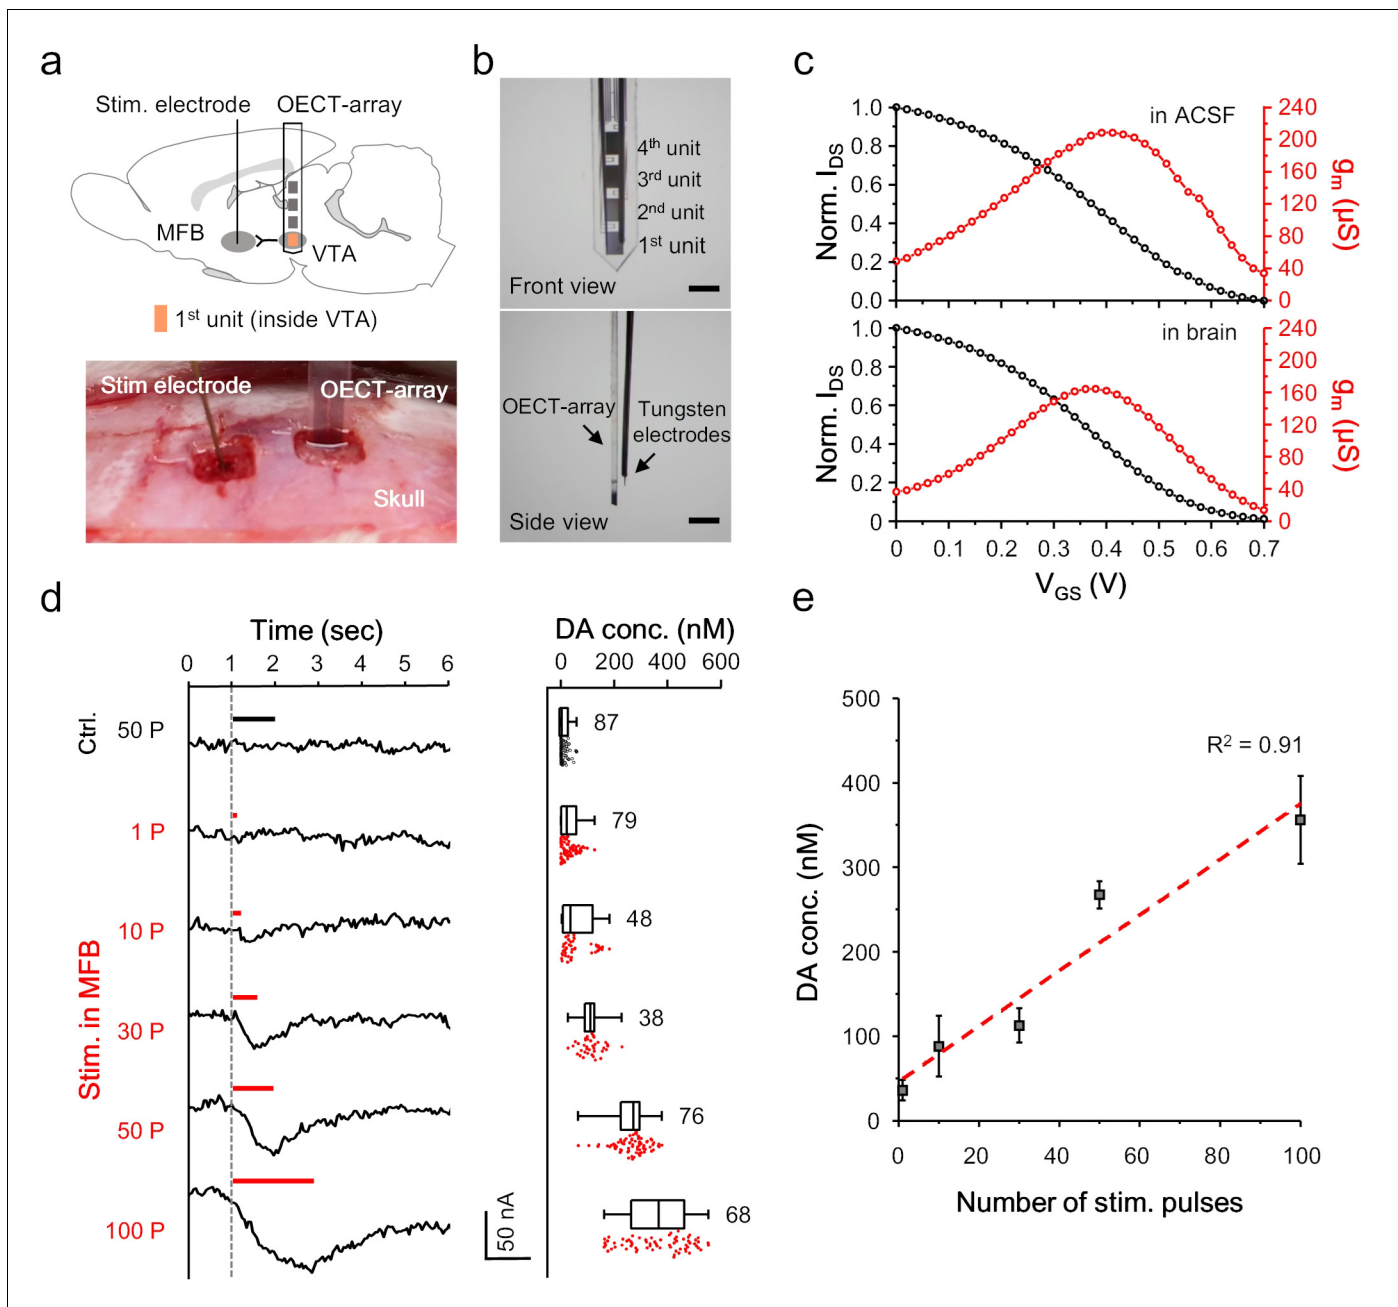 a
Stim. electrode
OECT-array
MFB
VTA
1st unit (inside VTA)
Stim electrode
OECT-array
Skull
b
4th unit
3rd unit
2nd unit
1st unit
Front view
OECT-array
Tungsten
electrodes
Side view
c
in ACSF
Norm. IDS
1.0
0.8
0.6
0.4
0.2
0.0
240
200
160
120
80
40
0
gm (µS)
in brain
Norm. IDS
1.0
0.8
0.6
0.4
0.2
0
240
200
160
120
80
40
0
gm (µS)
0 0.1 0.2 0.3 0.4 0.5 0.6 0.7
VGS (V)
d
Time (sec)
0 1 2 3 4 5 6
DA conc. (nM)
0 200 400 600
Ctrl.
50 P
87
Stim. in MFB
1 P
79
10 P
48
30 P
38
50 P
76
100 P
68
50 nA
e
R2 = 0.91
DA conc. (nM)
500
400
300
200
100
0
0 20 40 60 80 100
Number of stim. pulses